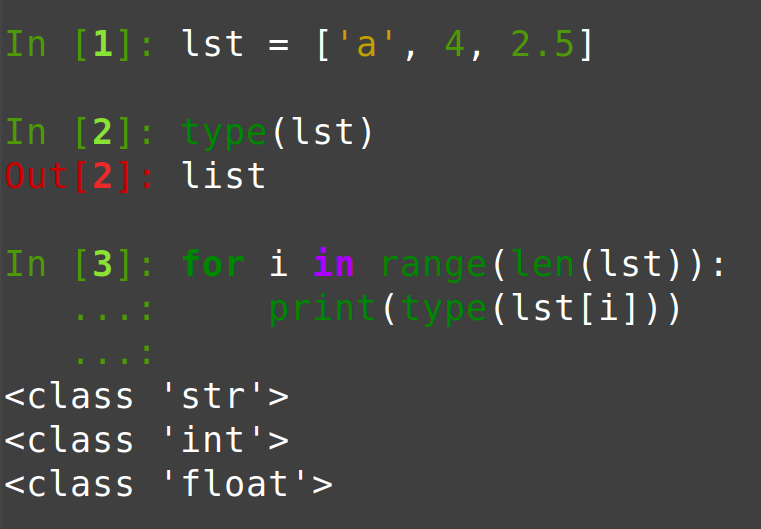 In [1]: lst = ['a', 4, 2.5]
In [2]: type(lst)
Out[2]: list
In [3]: for i in range(len(lst)):
   ...:     print(type(lst[i]))
   ...:
<class 'str'>
<class 'int'>
<class 'float'>